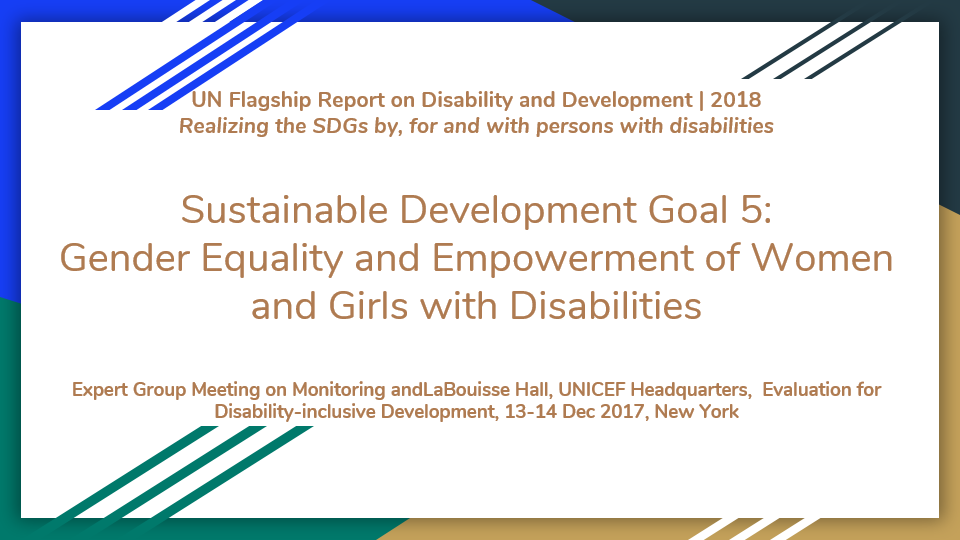 UN Flagship Report on Disability and Development | 2018
Realizing the SDGs by, for and with persons with disabilities
Sustainable Development Goal 5:
Gender Equality and Empowerment of Women
and Girls with Disabilities
Expert Group Meeting on Monitoring andLaBouisse Hall, UNICEF Headquarters,  Evaluation for
Disability-inclusive Development, 13-14 Dec 2017, New York